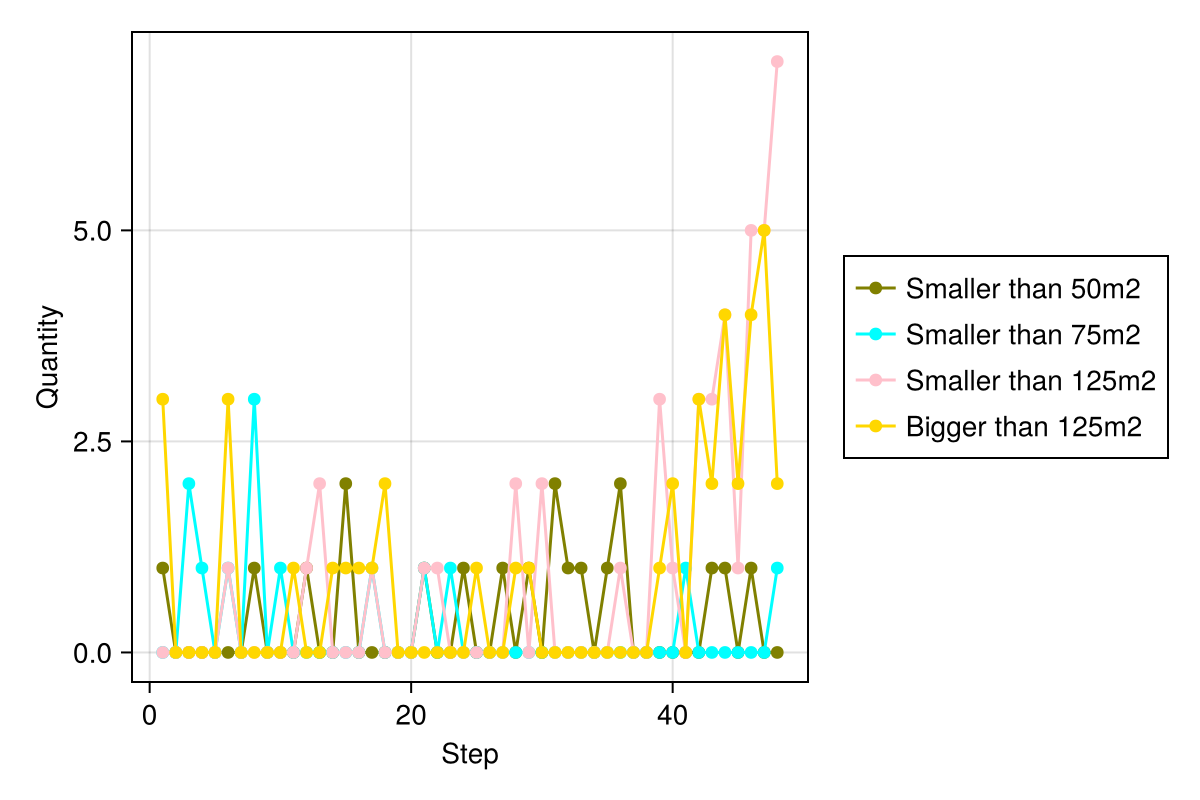 5.0
2.5
0.0
0
20
40
Quantity
Step
Smaller than 50m2
Smaller than 75m2
Smaller than 125m2
Bigger than 125m2